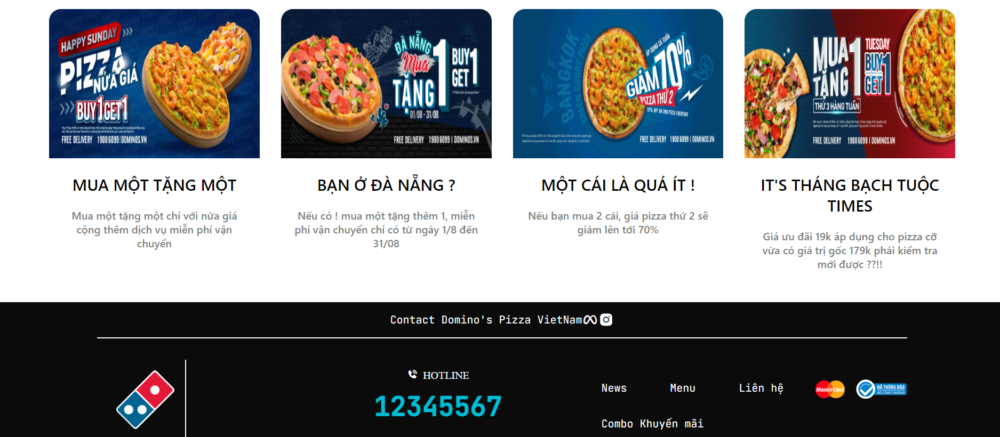 HAPPY SUNDAY
PIZZA
NỬA GIÁ
BUY 1 GET 1
FREE DELIVERY 1900 6099 | DOMINOS.VN
ĐÀ NẴNG
Mua 1
TẶNG
BUY 1
GET
01/08 - 31/08
FREE DELIVERY 1900 6099 | DOMINOS.VN
BANGKOK
GREEN CURRY PIZZA
ÁP DỤNG CẢ TUẦN
GIẢM 70%
PIZZA THỨ 2
70% OFF ON 2ND PIZZA EVERYDAY
FREE DELIVERY 1900 6099 | DOMINOS.VN
MUA 1
TẶNG
THỨ 3 HÀNG TUẦN
TUESDAY
BUY 1
GET
FREE DELIVERY 1900 6099 | DOMINOS.VN
MUA MỘT TẶNG MỘT
Mua một tặng một chỉ với nửa giá
cộng thêm dịch vụ miễn phí vận
chuyển
BẠN Ở ĐÀ NẴNG ?
Nếu có ! mua một tặng thêm 1, miễn
phí vận chuyển chỉ có từ ngày 1/8 đến
31/08
MỘT CÁI LÀ QUÁ ÍT !
Nếu bạn mua 2 cái, giá pizza thứ 2 sẽ
giảm lên tới 70%
IT'S THÁNG BẠCH TUỘC
TIMES
Giá ưu đãi 19k áp dụng cho pizza cỡ
vừa có giá trị gốc 179k phải kiểm tra
mới được ??!!
Contact Domino's Pizza VietNam
HOTLINE
12345567
News Menu Liên hệ
MasterCard
ĐÃ THÔNG BÁO
BỘ CÔNG THƯƠNG
Combo Khuyến mãi